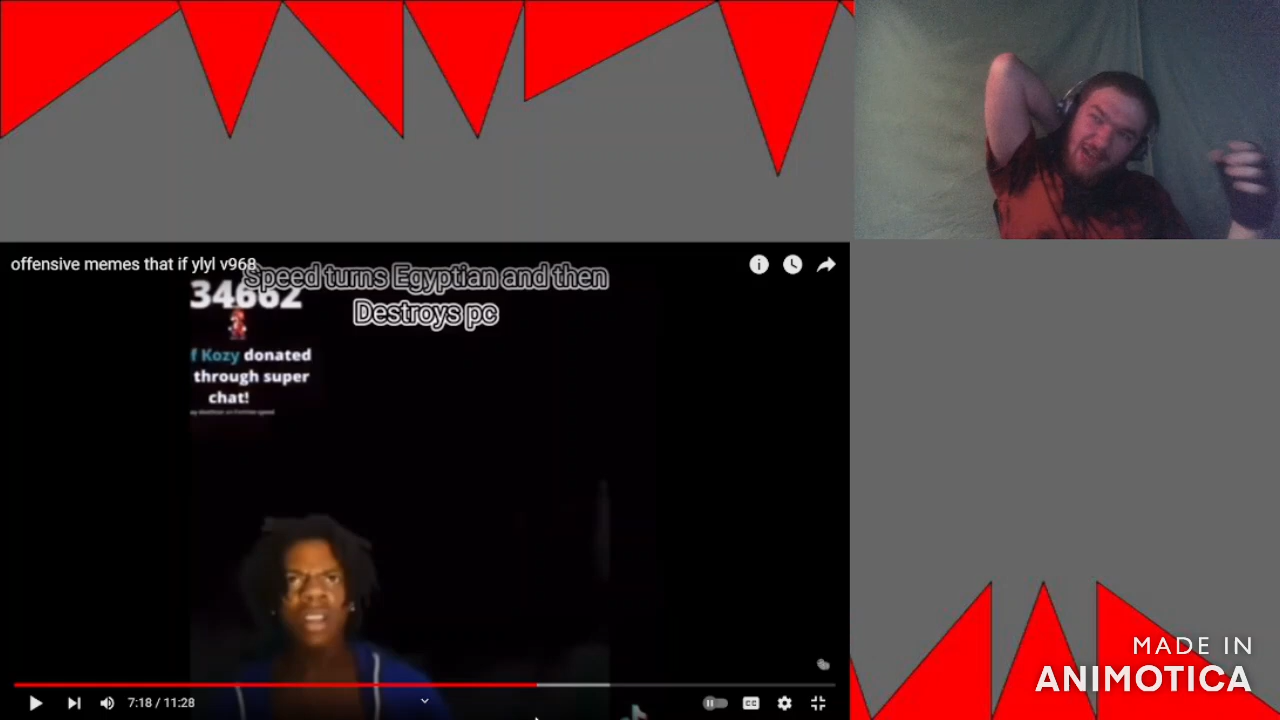 offensive memes that if ylyl v968
Speed turns Egyptian and then
Destroys pc
34662
f Kozy donated
through super
chat!
7:18 / 11:28
CC
MADE IN
ANIMOTICA